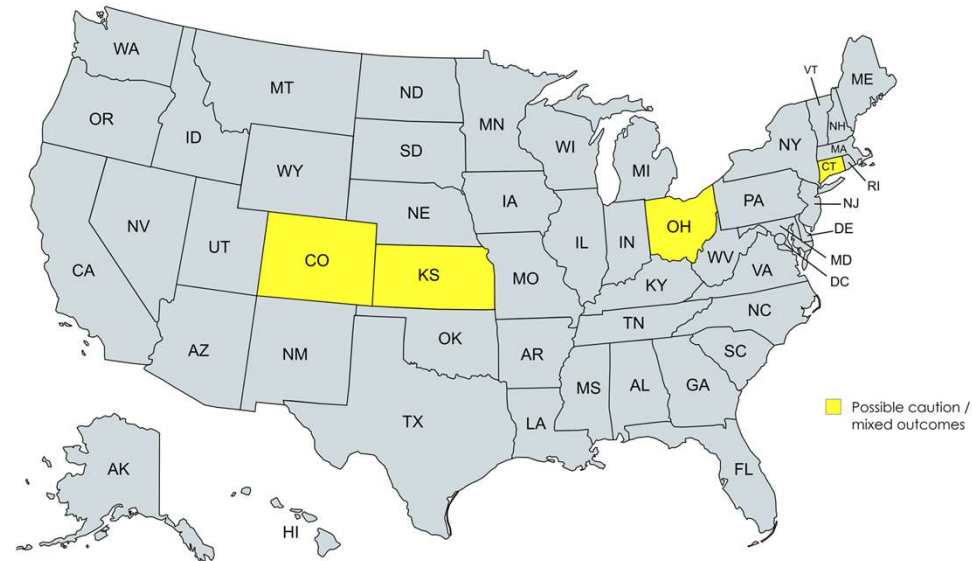 WA
MT
ND
MN
OR
ID
WY
SD
WI
MI
NY
VT
NH
ME
MA
CT
RI
NV
UT
CO
NE
KS
IA
MO
IL
IN
OH
PA
NJ
DE
MD
DC
WV
VA
KY
CA
AZ
NM
OK
AR
TN
NC
SC
TX
LA
MS
AL
GA
FL
AK
HI
Possible caution /
mixed outcomes